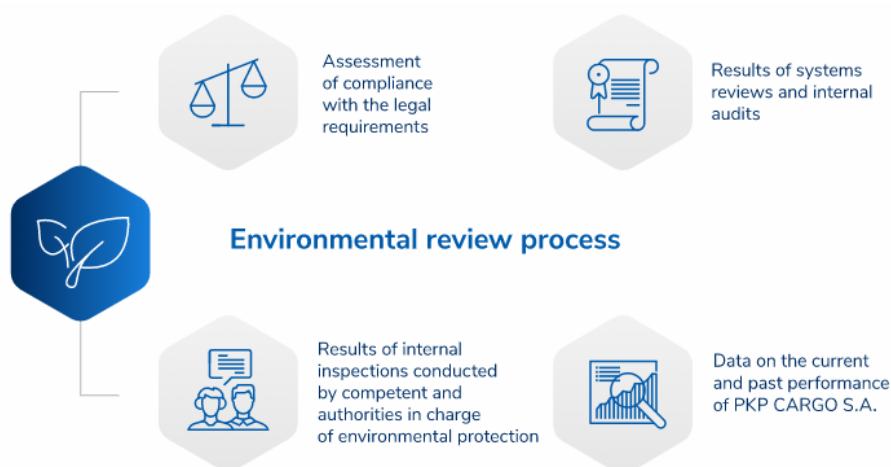 Assessment
of compliance
with the legal
requirements
Results of systems
reviews and internal
audits
Environmental review process
Results of internal
inspections conducted
by competent and
authorities in charge
of environmental protection
Data on the current
and past performance
of PKP CARGO S.A.